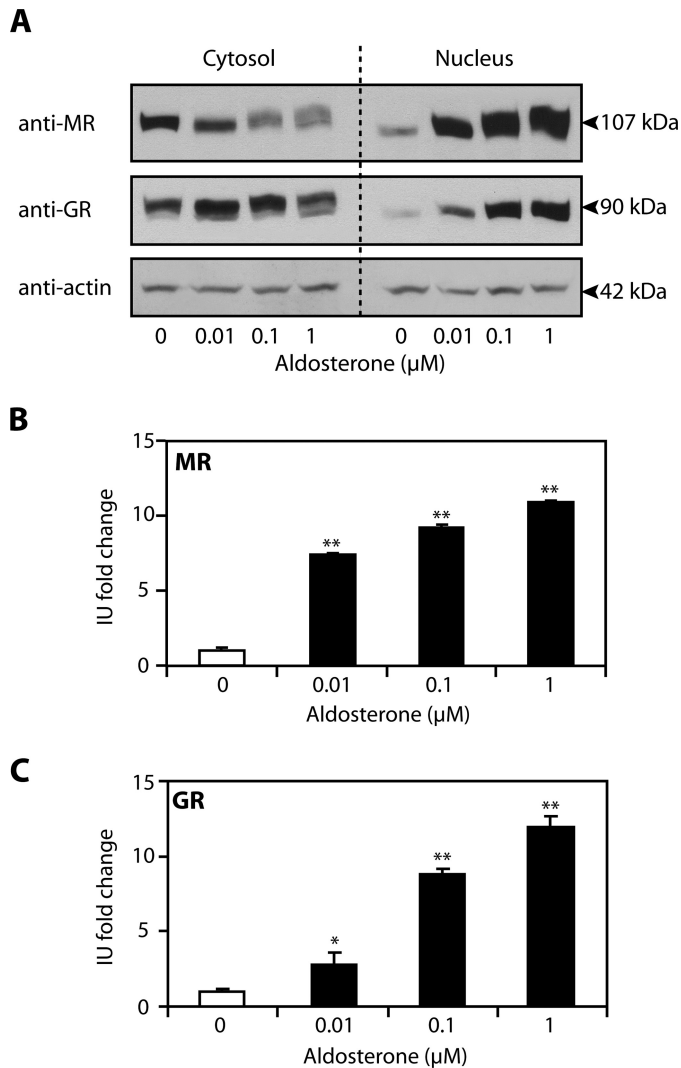 A
Cytosol Nucleus
anti-MR 107 kDa
anti-GR 90 kDa
anti-actin 42 kDa
0 0.01 0.1 1 0 0.01 0.1 1
Aldosterone (µM)
B
MR
IU fold change
15
10
5
0
** ** **
0 0.01 0.1 1
Aldosterone (µM)
C
GR
IU fold change
15
10
5
0
* ** **
0 0.01 0.1 1
Aldosterone (µM)